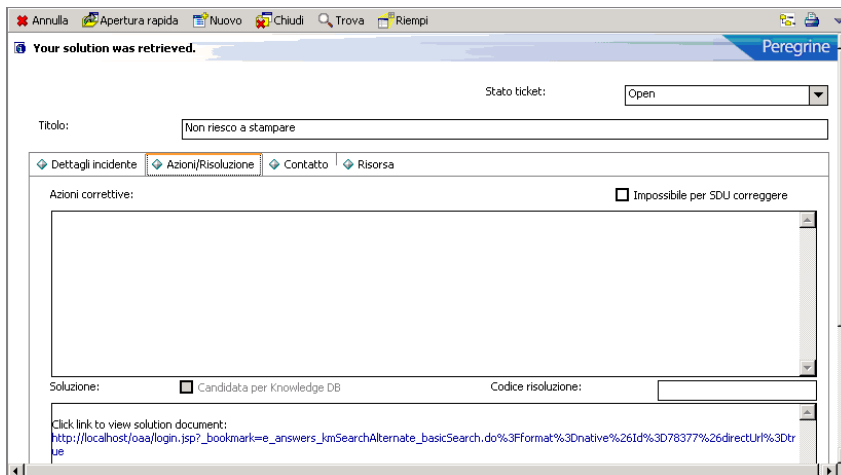 Annulla Apertura rapida Nuovo Chiudi Trova Riempi
Your solution was retrieved. Peregrine
Stato ticket: Open
Titolo: Non riesco a stampare
Dettagli incidente Azioni/Risoluzione Contatto Risorsa
Azioni correttive: Impossibile per SDU correggere
Soluzione: Candidata per Knowledge DB Codice risoluzione:
Click link to view solution document:
http://localhost/oaa/login.jsp?_bookmark=e_answers_kmSearchAlternate_basicSearch.do%3Fformat%3Dnative%26Id%3D78377%26directUrl%3Dtr
ue